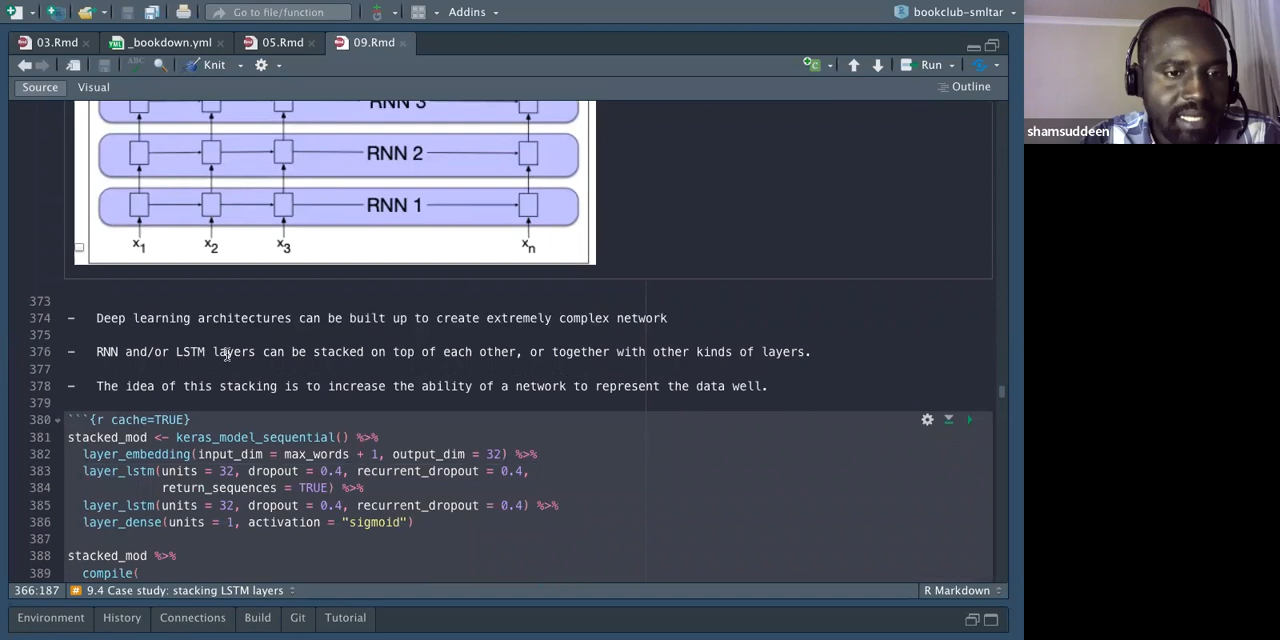 Go to file/function
Addins
bookclub-smltar
03.Rmd
_bookdown.yml
05.Rmd
09.Rmd
ABC
Knit
Run
Source
Visual
Outline
RNN 3
RNN 2
RNN 1
x1 x2 x3 xn
373
374 - Deep learning architectures can be built up to create extremely complex network
375
376 - RNN and/or LSTM layers can be stacked on top of each other, or together with other kinds of layers.
377
378 - The idea of this stacking is to increase the ability of a network to represent the data well.
379
380 ```{r cache=TRUE}
381 stacked_mod <- keras_model_sequential() %>%
382 layer_embedding(input_dim = max_words + 1, output_dim = 32) %>%
383 layer_lstm(units = 32, dropout = 0.4, recurrent_dropout = 0.4,
384 return_sequences = TRUE) %>%
385 layer_lstm(units = 32, dropout = 0.4, recurrent_dropout = 0.4) %>%
386 layer_dense(units = 1, activation = "sigmoid")
387
388 stacked_mod %>%
389 compile(
366:187 # 9.4 Case study: stacking LSTM layers
R Markdown
Environment History Connections Build Git Tutorial
shamsuddeen